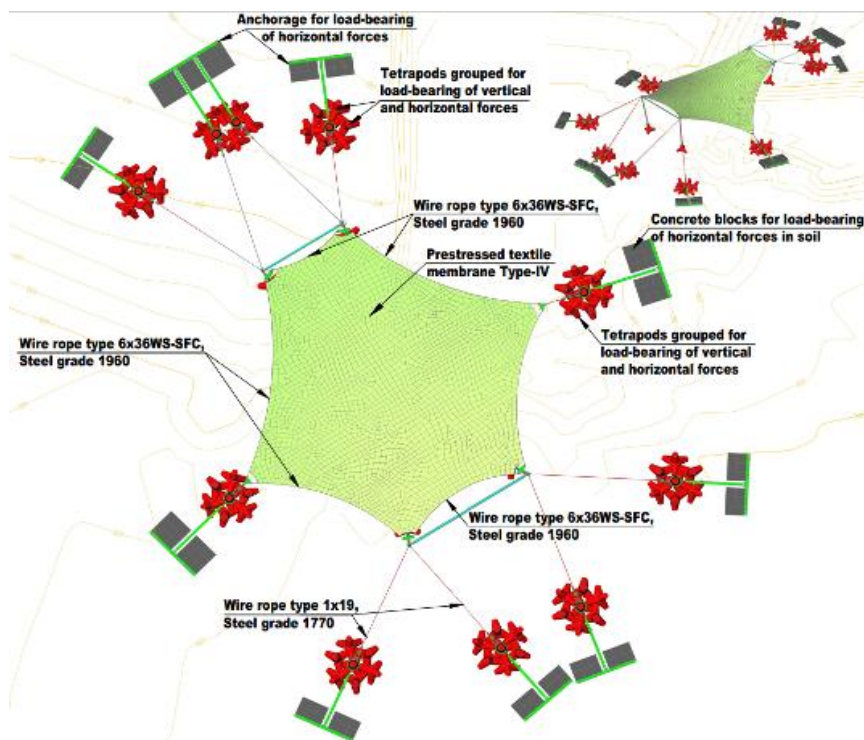 Anchorage for load-bearing
of horizontal forces
Tetrapods grouped for
load-bearing of vertical
and horizontal forces
Wire rope type 6x36WS-SFC,
Steel grade 1960
Concrete blocks for load-bearing
of horizontal forces in soil
Prestressed textile
membrane Type-IV
Wire rope type 6x36WS-SFC,
Steel grade 1960
Tetrapods grouped for
load-bearing of vertical
and horizontal forces
Wire rope type 6x36WS-SFC,
Steel grade 1960
Wire rope type 1x19,
Steel grade 1770